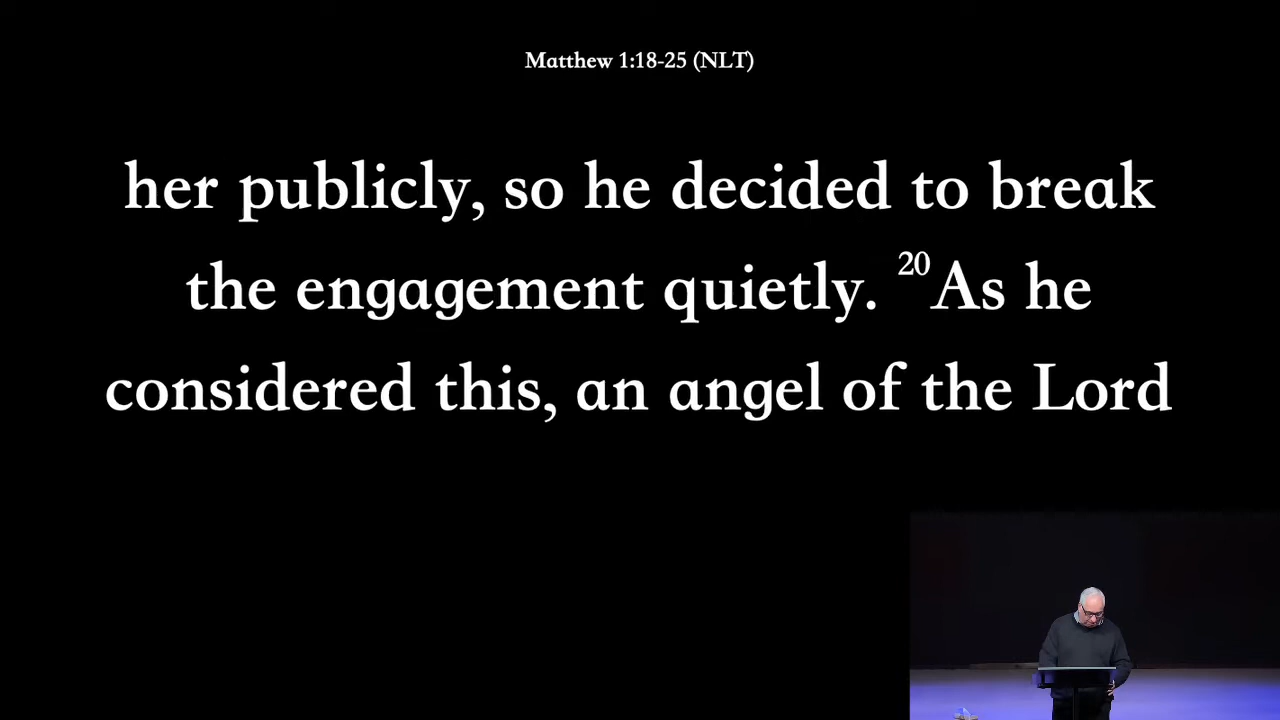 Matthew 1:18-25 (NLT)
her publicly, so he decided to break
the engagement quietly. 20As he
considered this, an angel of the Lord